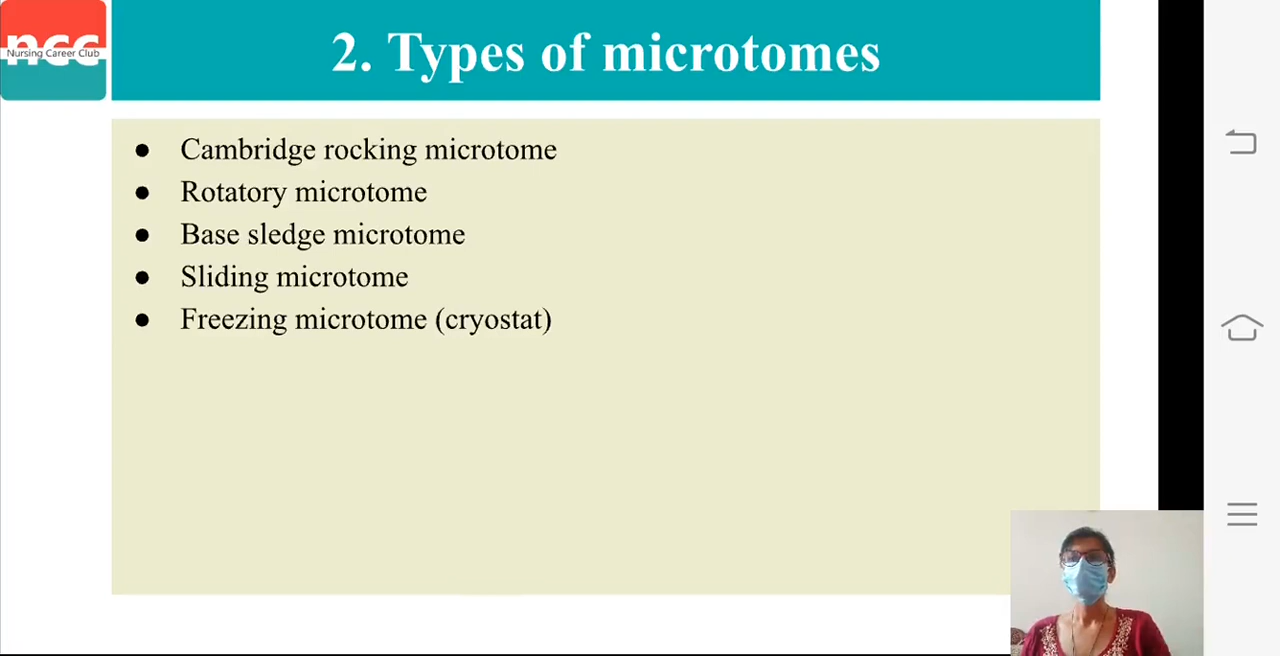 ncc
Nursing Career Club
2. Types of microtomes
● Cambridge rocking microtome
● Rotatory microtome
● Base sledge microtome
● Sliding microtome
● Freezing microtome (cryostat)